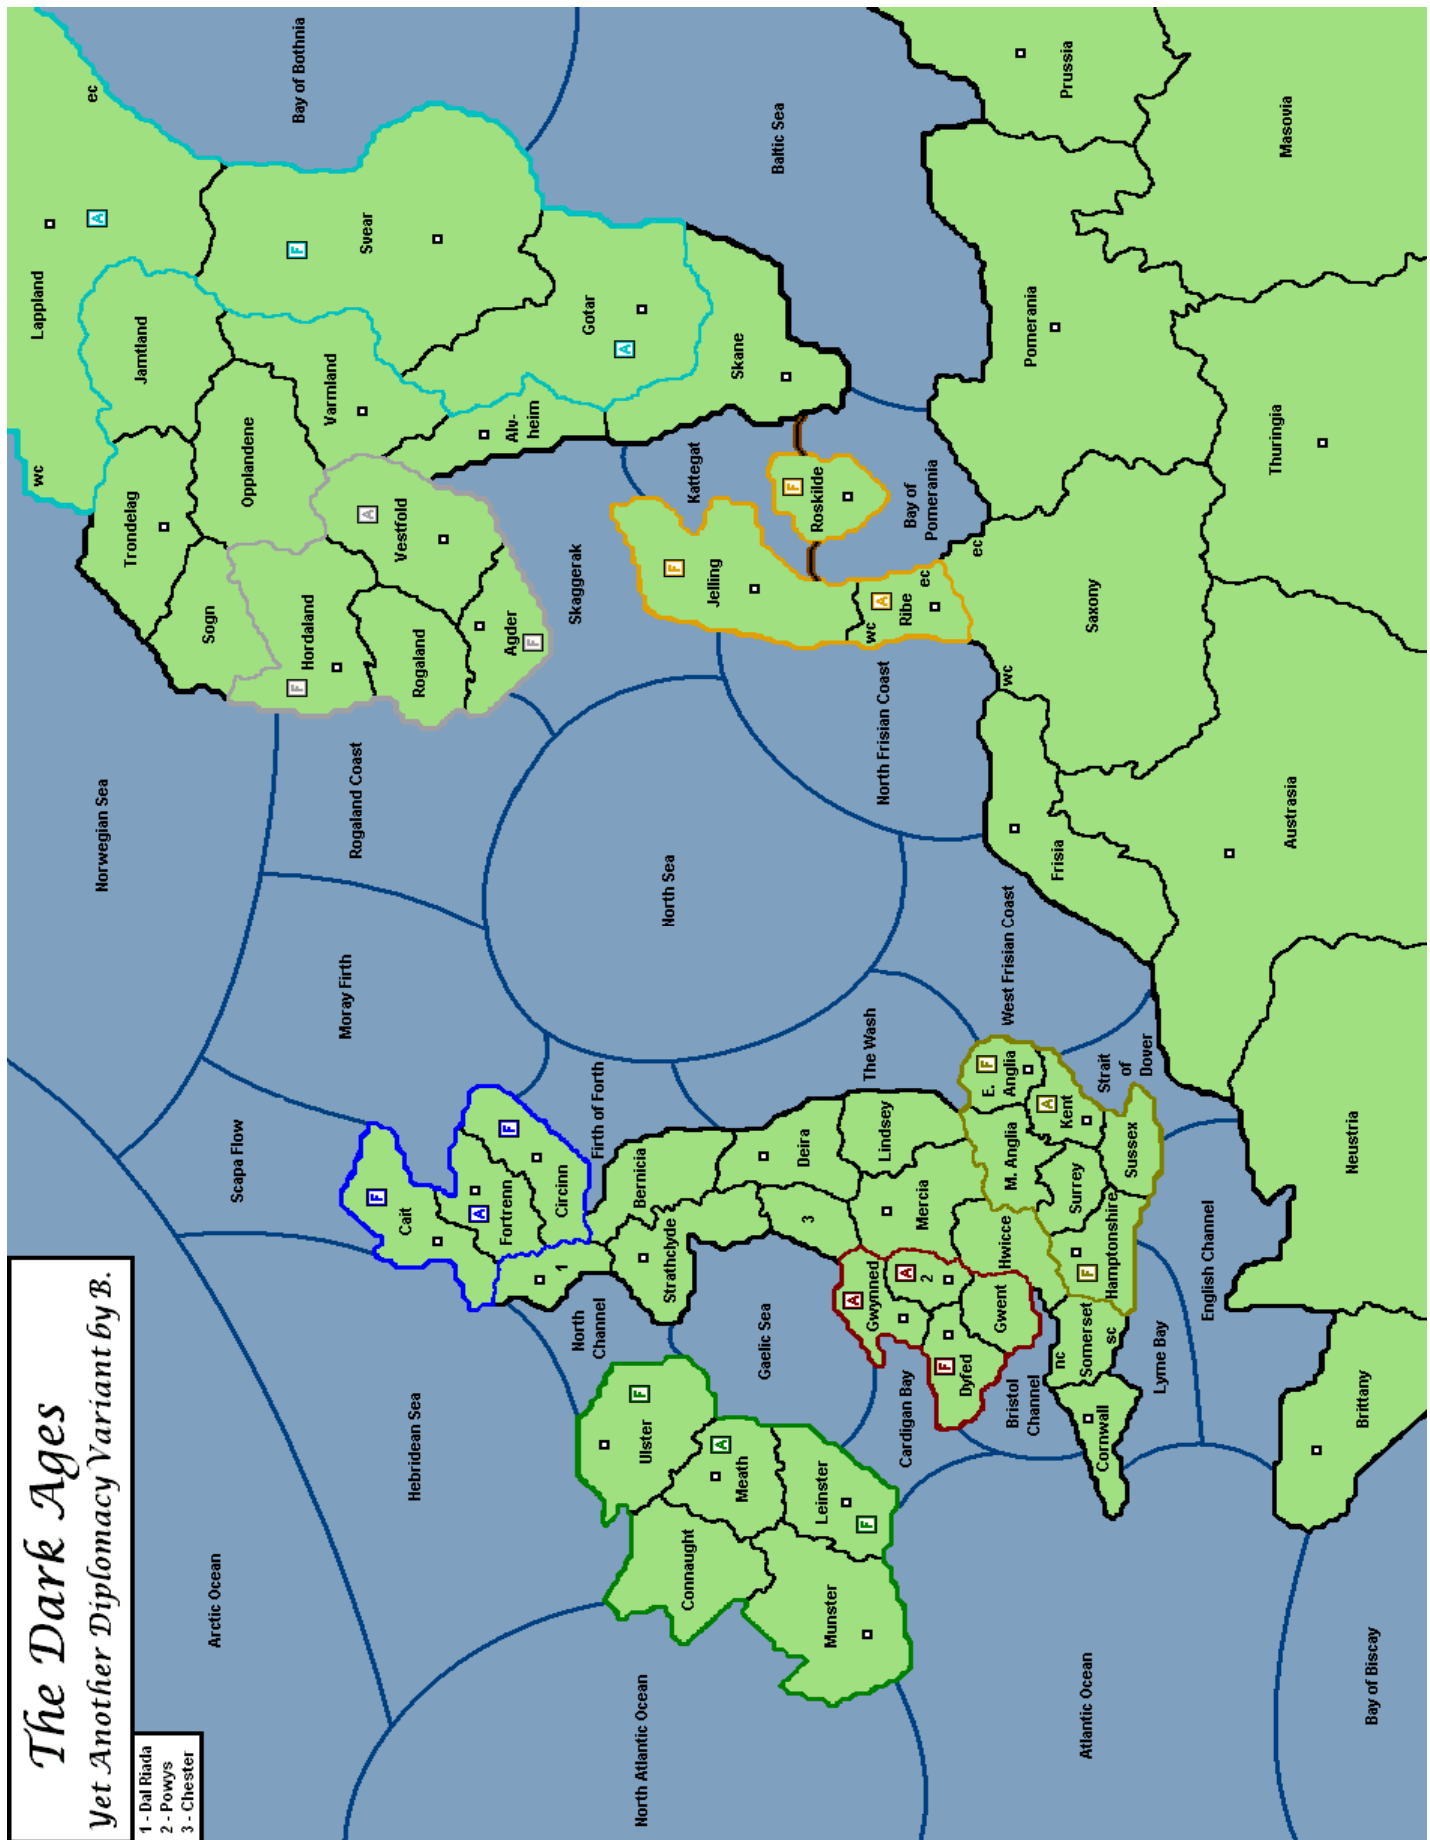 The Dark Ages
Yet Another Diplomacy Variant by B.
1 - Dal Riada
2 - Powys
3 - Chester
Arctic Ocean
Scapa Flow
Norwegian Sea
Moray Firth
Rogaland Coast
Hebridean Sea
North Atlantic Ocean
North
Channel
Gaelic Sea
Cardigan Bay
Bristol
Channel
Atlantic Ocean
Bay of Biscay
Lyme Bay
English Channel
Strait
of
Dover
The Wash
Firth of Forth
North Sea
West Frisian Coast
North Frisian Coast
Skaggerak
Kattegat
Bay of
Pomerania
Baltic Sea
Bay of Bothnia
Lappland
wc
ec
A
Jamtland
Trondelag
Sogn
Opplandene
Varmland
Svear
F
Gotar
A
Alv-
heim
Skane
Hordaland
F
Rogaland
Agder
F
Vestfold
A
Jelling
F
Roskilde
F
Ribe
A
wc
ec
Cait
F
Fortrenn
A
Circinn
F
1
Strathclyde
Bernicia
Deira
3
Lindsey
Mercia
Gwynned
A
2
A
Dyfed
F
Gwent
Hwicce
M. Anglia
E.
Anglia
F
Kent
A
Surrey
Sussex
Hamptonshire
F
Somerset
nc
sc
Cornwall
Ulster
F
Meath
A
Connaught
Leinster
F
Munster
Brittany
Neustria
Austrasia
Frisia
Saxony
wc
ec
Thuringia
Pomerania
Prussia
Masovia